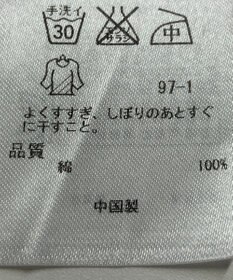 手洗イ
30
エンソ
サラシ
中
97-1
よくすすぎ、しぼりのあとすぐ
に干すこと。
品質
綿 100%
中国製